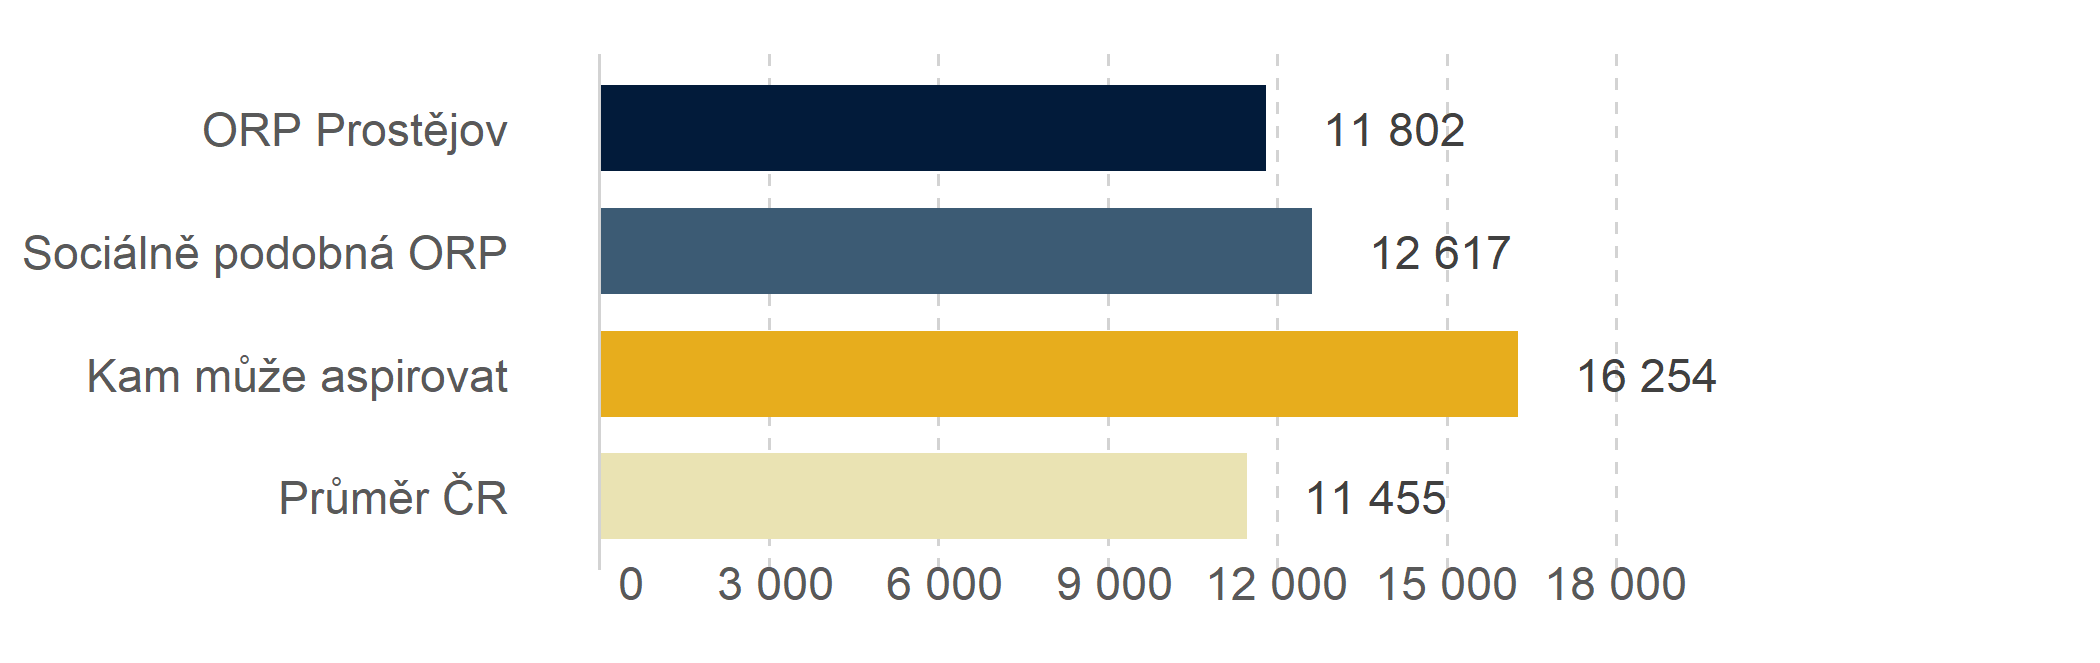 ORP Prostějov 11 802
Sociálně podobná ORP 12 617
Kam může aspirovat 16 254
Průměr ČR 11 455
0 3 000 6 000 9 000 12 000 15 000 18 000